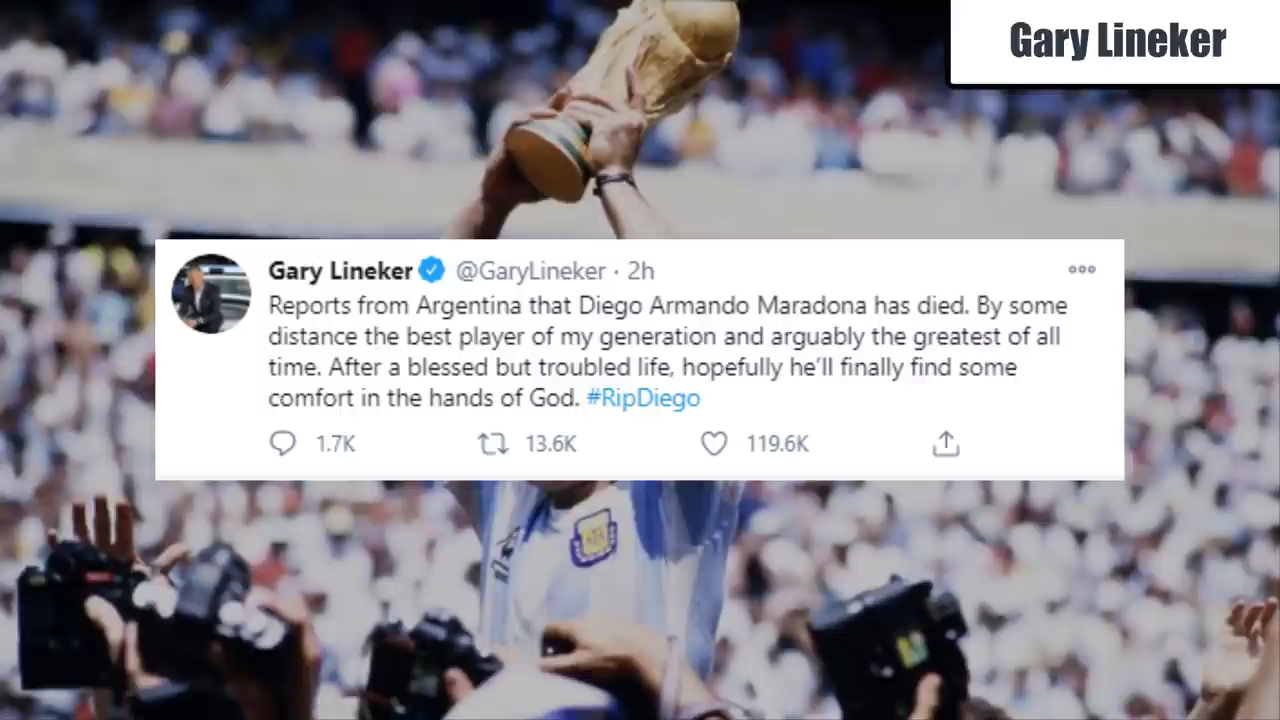 Gary Lineker
Gary Lineker @GaryLineker · 2h
Reports from Argentina that Diego Armando Maradona has died. By some
distance the best player of my generation and arguably the greatest of all
time. After a blessed but troubled life, hopefully he'll finally find some
comfort in the hands of God. #RipDiego
1.7K 13.6K 119.6K